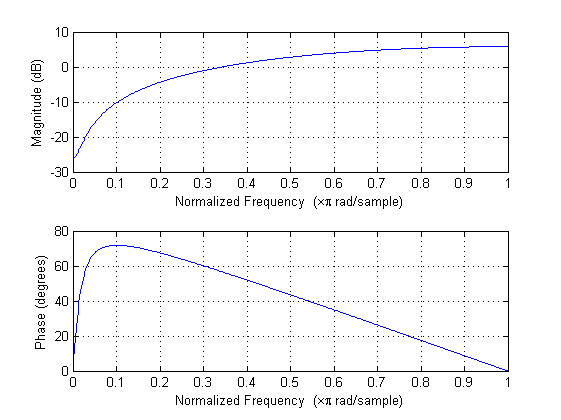 10
0
-10
-20
-30
Magnitude (dB)
0 0.1 0.2 0.3 0.4 0.5 0.6 0.7 0.8 0.9 1
Normalized Frequency (×π rad/sample)
80
60
40
20
0
Phase (degrees)
0 0.1 0.2 0.3 0.4 0.5 0.6 0.7 0.8 0.9 1
Normalized Frequency (×π rad/sample)